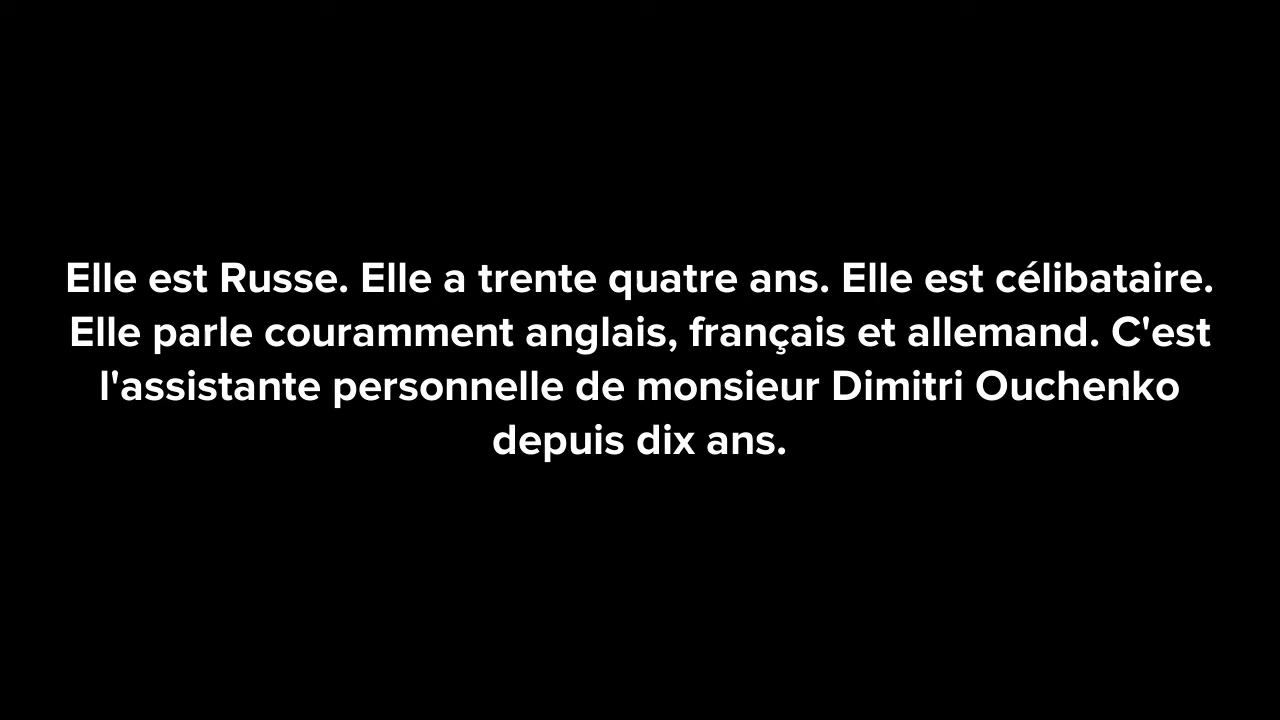 Elle est Russe. Elle a trente quatre ans. Elle est célibataire.
Elle parle couramment anglais, français et allemand. C'est
l'assistante personnelle de monsieur Dimitri Ouchenko
depuis dix ans.